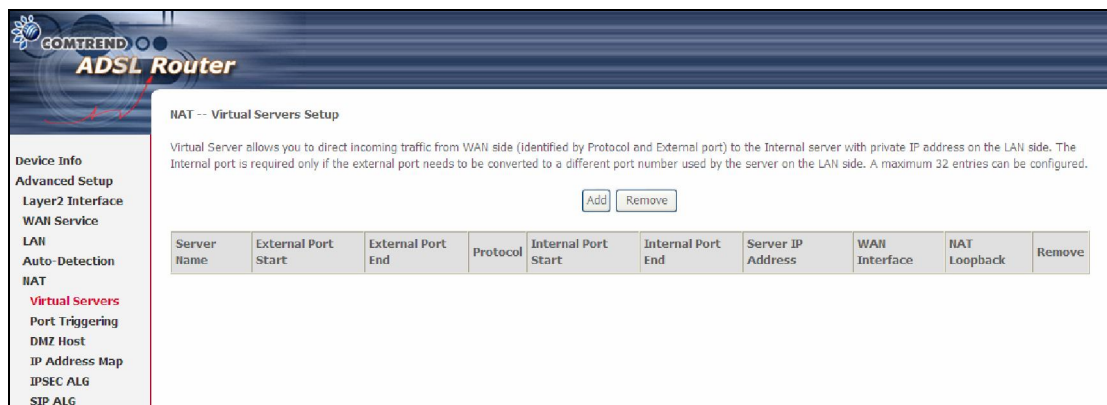 COMTREND
ADSL Router
NAT -- Virtual Servers Setup
Virtual Server allows you to direct incoming traffic from WAN side (identified by Protocol and External port) to the Internal server with private IP address on the LAN side. The
Internal port is required only if the external port needs to be converted to a different port number used by the server on the LAN side. A maximum 32 entries can be configured.
Add Remove
Server Name External Port Start External Port End Protocol Internal Port Start Internal Port End Server IP Address WAN Interface NAT Loopback Remove
Device Info
Advanced Setup
Layer2 Interface
WAN Service
LAN
Auto-Detection
NAT
Virtual Servers
Port Triggering
DMZ Host
IP Address Map
IPSEC ALG
SIP ALG